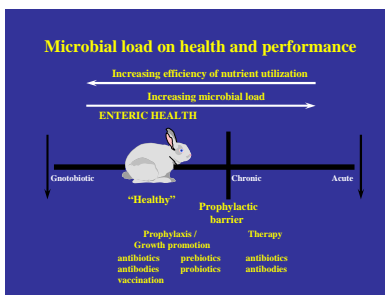 Microbial load on health and performance
Increasing efficiency of nutrient utilization
Increasing microbial load
ENTERIC HEALTH
Gnotobiotic
Chronic
Acute
“Healthy”
Prophylactic
barrier
Prophylaxis /
Growth promotion
Therapy
antibiotics prebiotics antibiotics
antibodies probiotics antibodies
vaccination